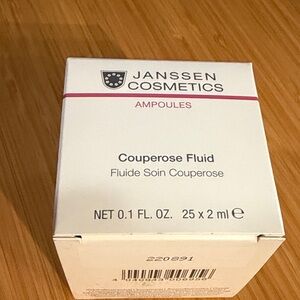 JANSSEN
COSMETICS
AMPOULES
Couperose Fluid
Fluide Soin Couperose
NET 0.1 FL. OZ. 25 x 2 ml ℮
220891